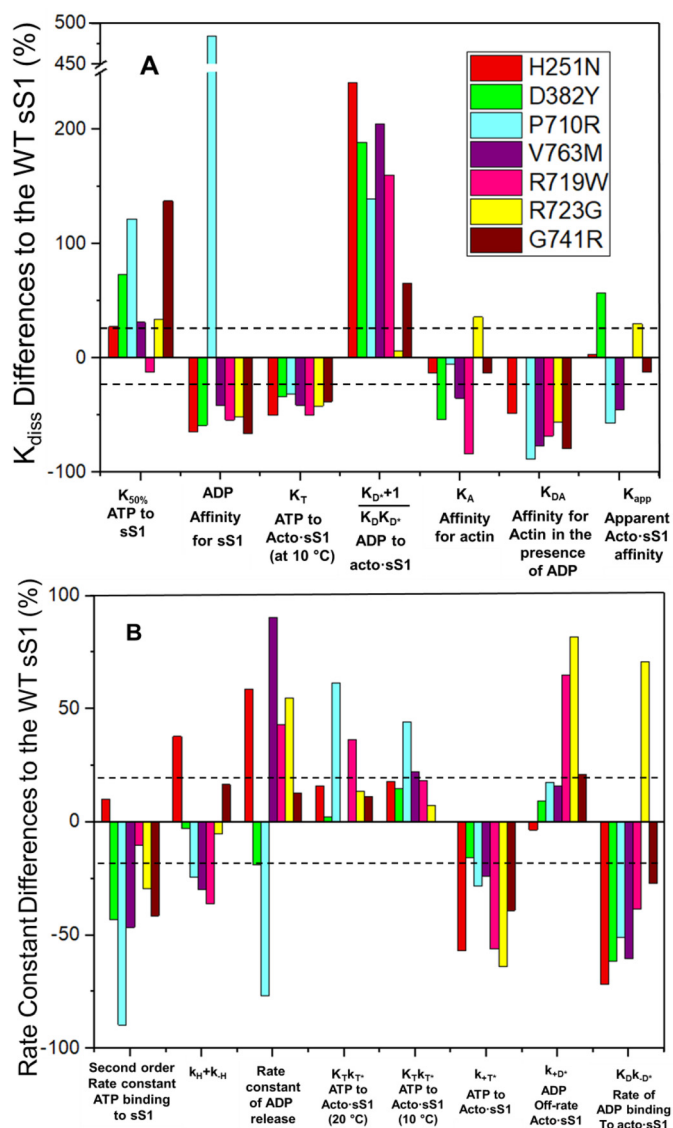 K_diss Differences to the WT sS1 (%)
500
450
200
100
0
-100
A
H251N
D382Y
P710R
V763M
R719W
R723G
G741R
K50%
ATP to
sS1
ADP
Affinity
for sS1
KT
ATP to
Acto·sS1
(at 10 °C)
KD*+1
KDKD*
ADP to
acto·sS1
KA
Affinity
for actin
KDA
Affinity for
Actin in the
presence
of ADP
Kapp
Apparent
Acto·sS1
affinity
Rate Constant Differences to the WT sS1 (%)
100
50
0
-50
-100
B
Second order
Rate constant
ATP binding
to sS1
kH+k-H
Rate
constant
of ADP
release
KTkT*
ATP to
Acto·sS1
(20 °C)
KTkT*
ATP to
Acto·sS1
(10 °C)
k+T*
ATP to
Acto·sS1
k+D*
ADP
Off-rate
Acto·sS1
KDk-D*
Rate of
ADP binding
To acto·sS1